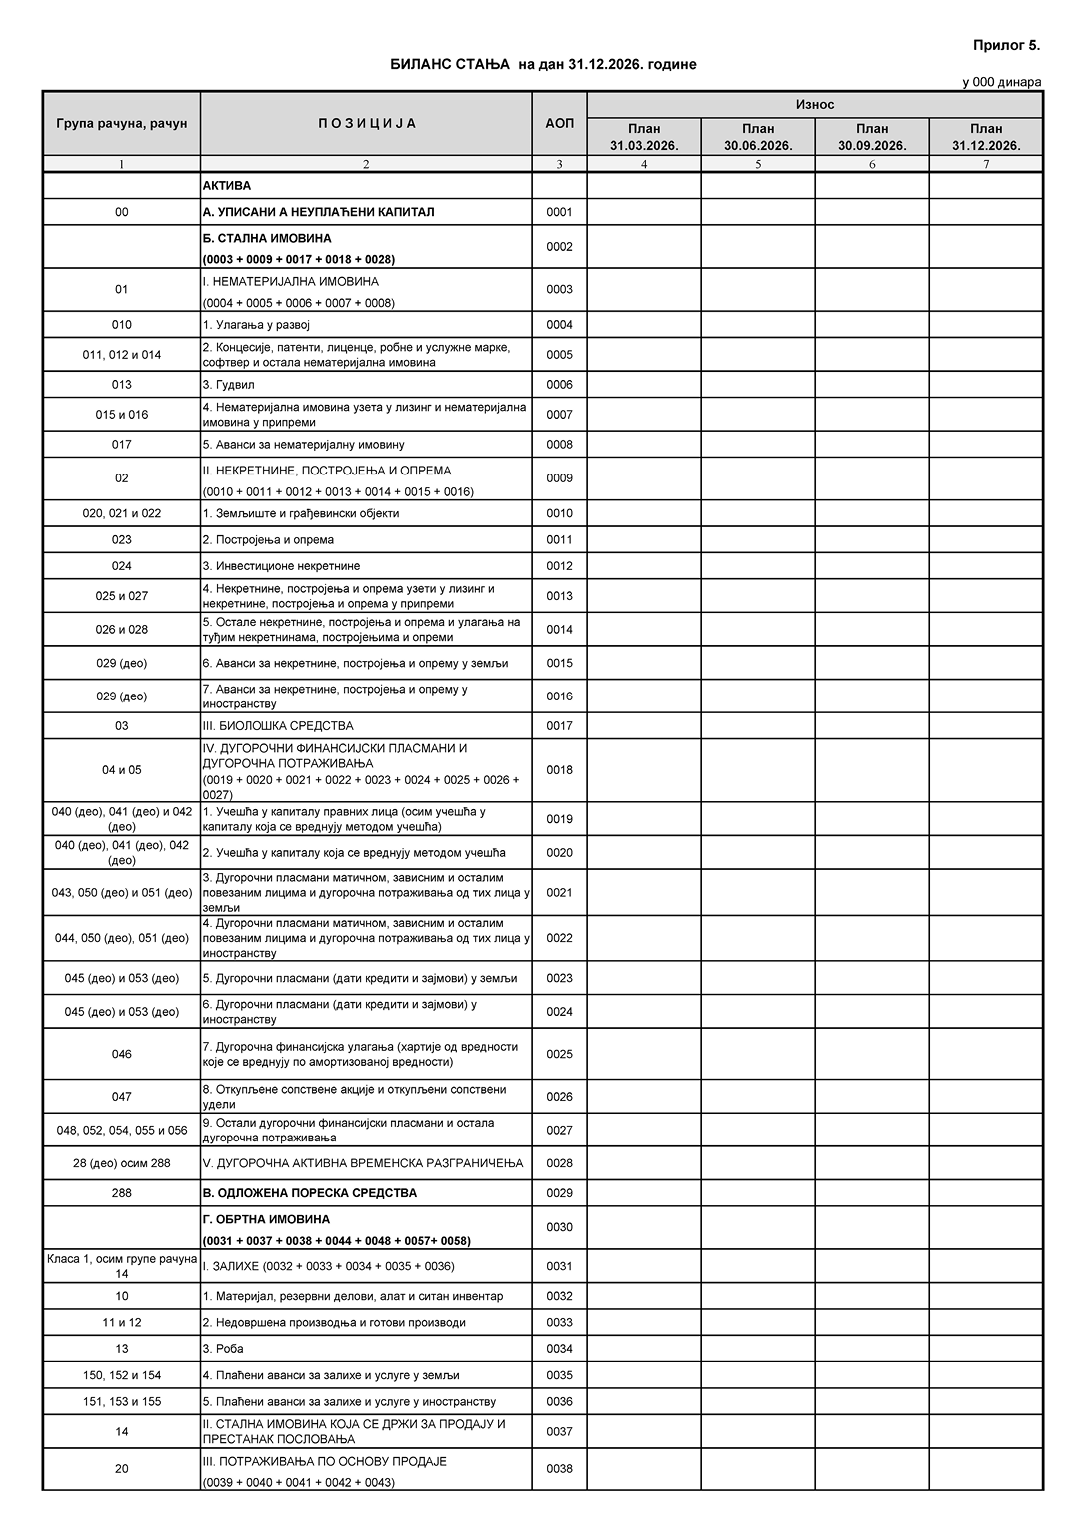 Прилог 5.
БИЛАНС СТАЊА на дан 31.12.2026. године
у 000 динара
Група рачуна, рачун
П О З И Ц И Ј А
АОП
Износ
План
31.03.2026.
План
30.06.2026.
План
30.09.2026.
План
31.12.2026.
1 2 3 4 5 6 7
АКТИВА
00 А. УПИСАНИ А НЕУПЛАЋЕНИ КАПИТАЛ 0001
Б. СТАЛНА ИМОВИНА
(0003 + 0009 + 0017 + 0018 + 0028)
0002
01
I. НЕМАТЕРИЈАЛНА ИМОВИНА
(0004 + 0005 + 0006 + 0007 + 0008)
0003
010 1. Улагања у развој 0004
011, 012 и 014
2. Концесије, патенти, лиценце, робне и услужне марке,
софтвер и остала нематеријална имовина
0005
013 3. Гудвил 0006
015 и 016
4. Нематеријална имовина узета у лизинг и нематеријална
имовина у припреми
0007
017 5. Аванси за нематеријалну имовину 0008
02
II. НЕКРЕТНИНЕ, ПОСТРОЈЕЊА И ОПРЕМА
(0010 + 0011 + 0012 + 0013 + 0014 + 0015 + 0016)
0009
020, 021 и 022 1. Земљиште и грађевински објекти 0010
023 2. Постројења и опрема 0011
024 3. Инвестиционе некретнине 0012
025 и 027
4. Некретнине, постројења и опрема узети у лизинг и
некретнине, постројења и опрема у припреми
0013
026 и 028
5. Остале некретнине, постројења и опрема и улагања на
туђим некретнинама, постројењима и опреми
0014
029 (део) 6. Аванси за некретнине, постројења и опрему у земљи 0015
029 (део)
7. Аванси за некретнине, постројења и опрему у
иностранству
0016
03 III. БИОЛОШКА СРЕДСТВА 0017
04 и 05
IV. ДУГОРОЧНИ ФИНАНСИЈСКИ ПЛАСМАНИ И
ДУГОРОЧНА ПОТРАЖИВАЊА
(0019 + 0020 + 0021 + 0022 + 0023 + 0024 + 0025 + 0026 +
0027)
0018
040 (део), 041 (део) и 042
(део)
1. Учешћа у капиталу правних лица (осим учешћа у
капиталу која се вреднују методом учешћа)
0019
040 (део), 041 (део), 042
(део)
2. Учешћа у капиталу која се вреднују методом учешћа
0020
043, 050 (део) и 051 (део)
3. Дугорочни пласмани матичном, зависним и осталим
повезаним лицима и дугорочна потраживања од тих лица у
земљи
0021
044, 050 (део), 051 (део)
4. Дугорочни пласмани матичном, зависним и осталим
повезаним лицима и дугорочна потраживања од тих лица у
иностранству
0022
045 (део) и 053 (део) 5. Дугорочни пласмани (дати кредити и зајмови) у земљи 0023
045 (део) и 053 (део)
6. Дугорочни пласмани (дати кредити и зајмови) у
иностранству
0024
046
7. Дугорочна финансијска улагања (хартије од вредности
које се вреднују по амортизованој вредности)
0025
047
8. Откупљене сопствене акције и откупљени сопствени
удели
0026
048, 052, 054, 055 и 056
9. Остали дугорочни финансијски пласмани и остала
дугорочна потраживања
0027
28 (део) осим 288 V. ДУГОРОЧНА АКТИВНА ВРЕМЕНСКА РАЗГРАНИЧЕЊА 0028
288 В. ОДЛОЖЕНА ПОРЕСКА СРЕДСТВА 0029
Г. ОБРТНА ИМОВИНА
(0031 + 0037 + 0038 + 0044 + 0048 + 0057+ 0058)
0030
Класа 1, осим групе рачуна
14
I. ЗАЛИХЕ (0032 + 0033 + 0034 + 0035 + 0036)
0031
10 1. Материјал, резервни делови, алат и ситан инвентар 0032
11 и 12 2. Недовршена производња и готови производи 0033
13 3. Роба 0034
150, 152 и 154 4. Плаћени аванси за залихе и услуге у земљи 0035
151, 153 и 155 5. Плаћени аванси за залихе и услуге у иностранству 0036
14
II. СТАЛНА ИМОВИНА КОЈА СЕ ДРЖИ ЗА ПРОДАЈУ И
ПРЕСТАНАК ПОСЛОВАЊА
0037
20
III. ПОТРАЖИВАЊА ПО ОСНОВУ ПРОДАЈЕ
(0039 + 0040 + 0041 + 0042 + 0043)
0038